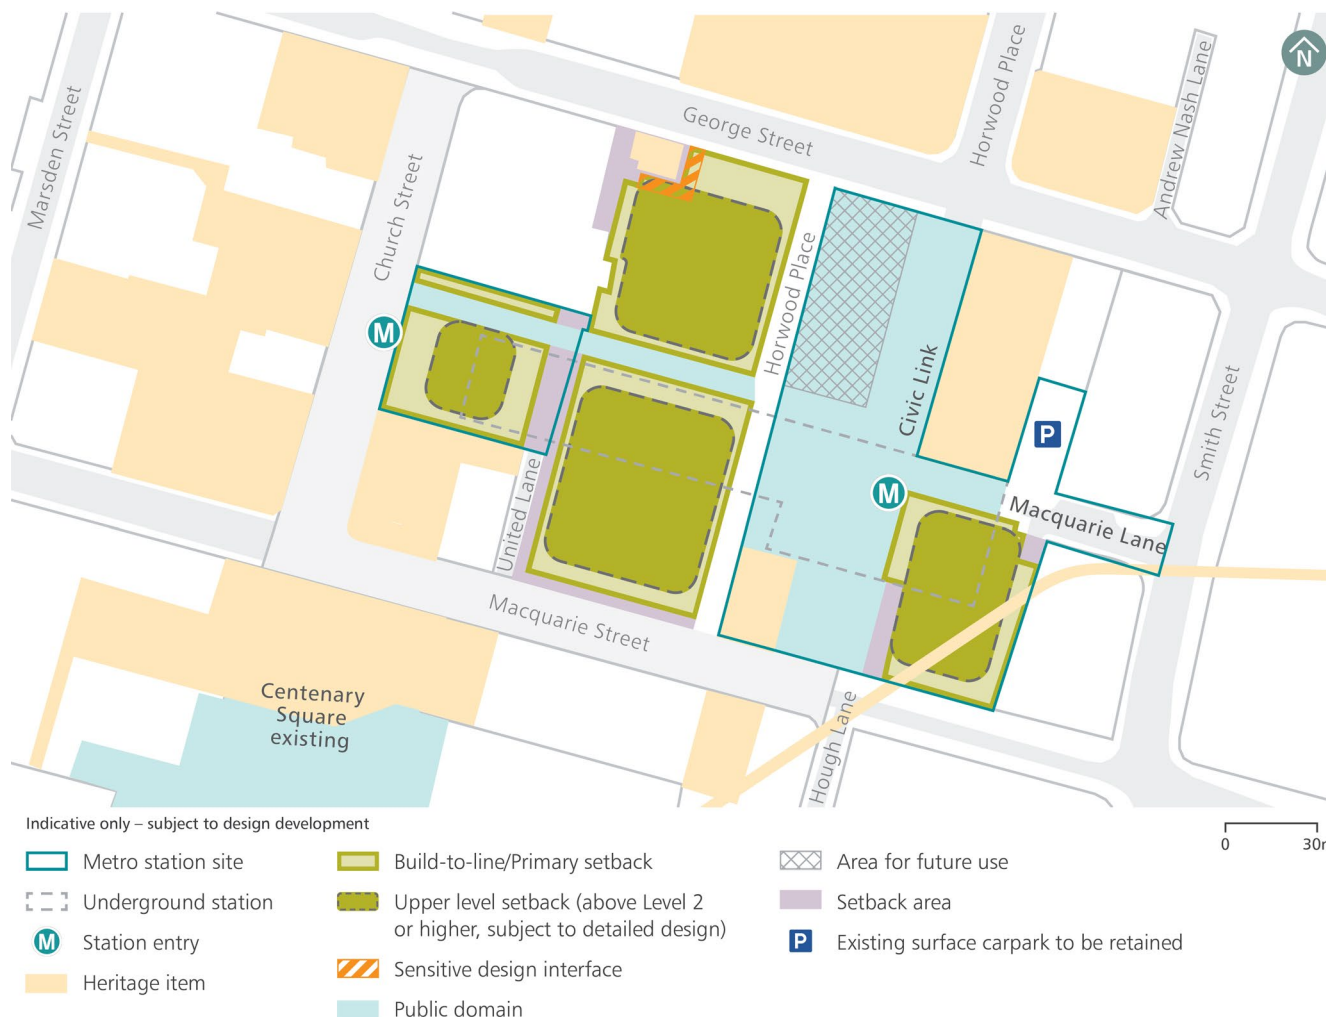 N
George Street
Horwood Place
Andrew Nash Lane
Marsden Street
Church Street
Horwood Place
M
Civic Link
P
Smith Street
M
Macquarie Lane
United Lane
Macquarie Street
Hough Lane
Centenary
Square
existing
Indicative only – subject to design development
0 30m
Metro station site
Underground station
M Station entry
Heritage item
Build-to-line/Primary setback
Upper level setback (above Level 2
or higher, subject to detailed design)
Sensitive design interface
Public domain
Area for future use
Setback area
P Existing surface carpark to be retained